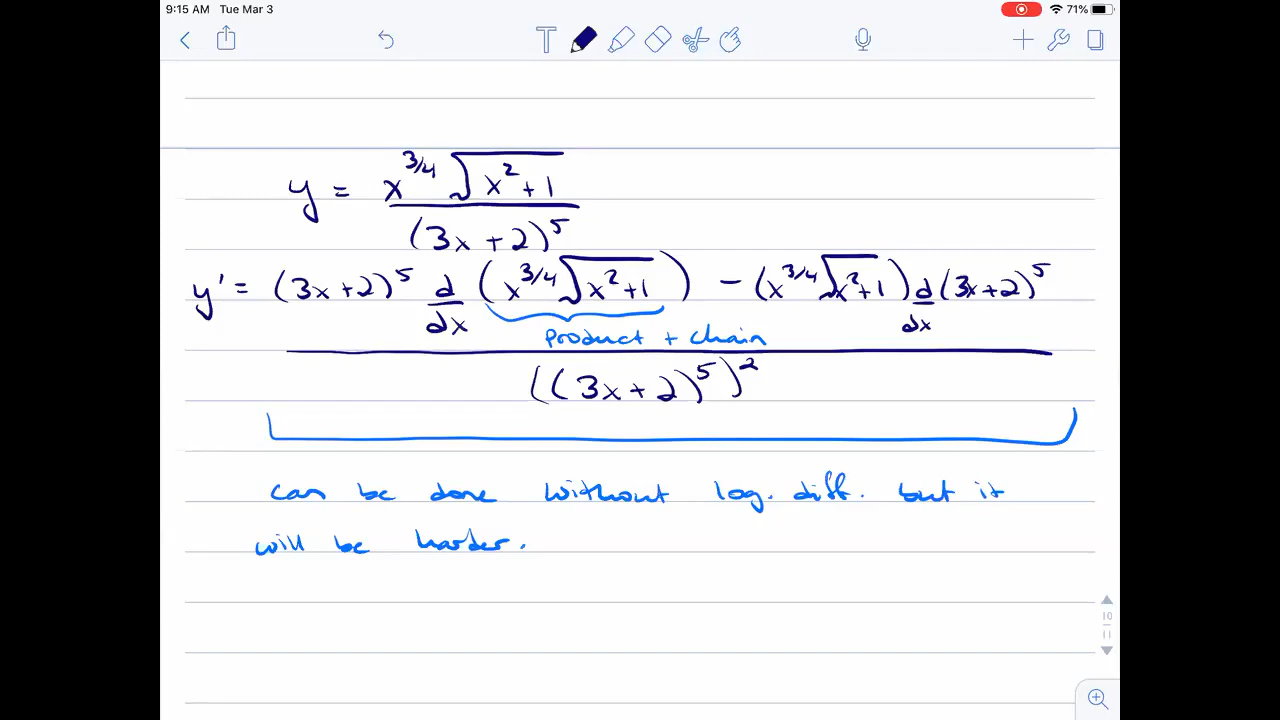 9:15 AM Tue Mar 3 71%
T
y = x^{3/4} √(x² + 1) / (3x + 2)^5
y' = (3x+2)^5 d/dx (x^{3/4} √(x²+1)) − (x^{3/4} √(x²+1)) d/dx (3x+2)^5
product + chain
((3x+2)^5)²
can be done without log. diff. but it
will be harder.
10
11